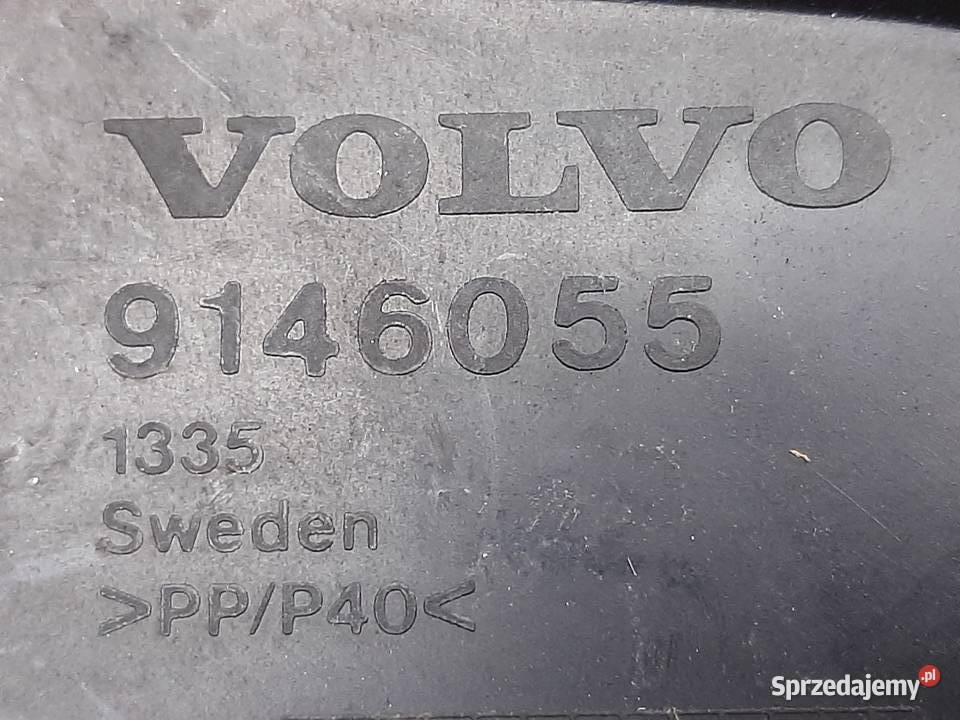 VOLVO
9146055
1335
Sweden
>PP/P40<
Sprzedajemy.pl